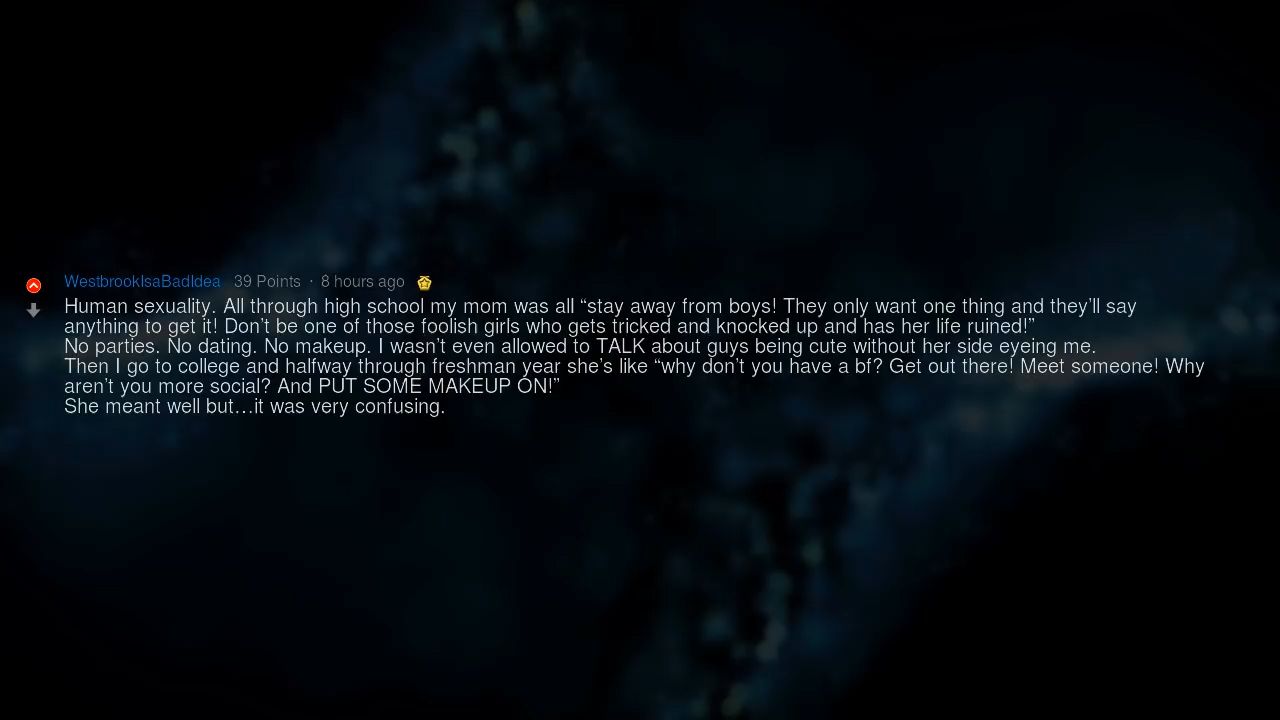 WestbrookIsaBadIdea 39 Points · 8 hours ago
Human sexuality. All through high school my mom was all “stay away from boys! They only want one thing and they’ll say
anything to get it! Don’t be one of those foolish girls who gets tricked and knocked up and has her life ruined!”
No parties. No dating. No makeup. I wasn’t even allowed to TALK about guys being cute without her side eyeing me.
Then I go to college and halfway through freshman year she’s like “why don’t you have a bf? Get out there! Meet someone! Why
aren’t you more social? And PUT SOME MAKEUP ON!”
She meant well but…it was very confusing.